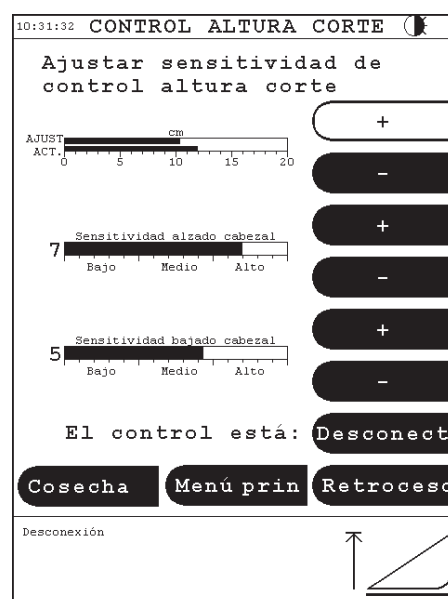 10:31:32 CONTROL ALTURA CORTE
Ajustar sensitividad de
control altura corte
+
cm
AJUST
ACT.
0 5 10 15 20
-
+
Sensitividad alzado cabezal
7
Bajo Medio Alto
-
+
Sensitividad bajado cabezal
5
Bajo Medio Alto
-
El control está: Desconect
Cosecha Menú prin Retroceso
Desconexión